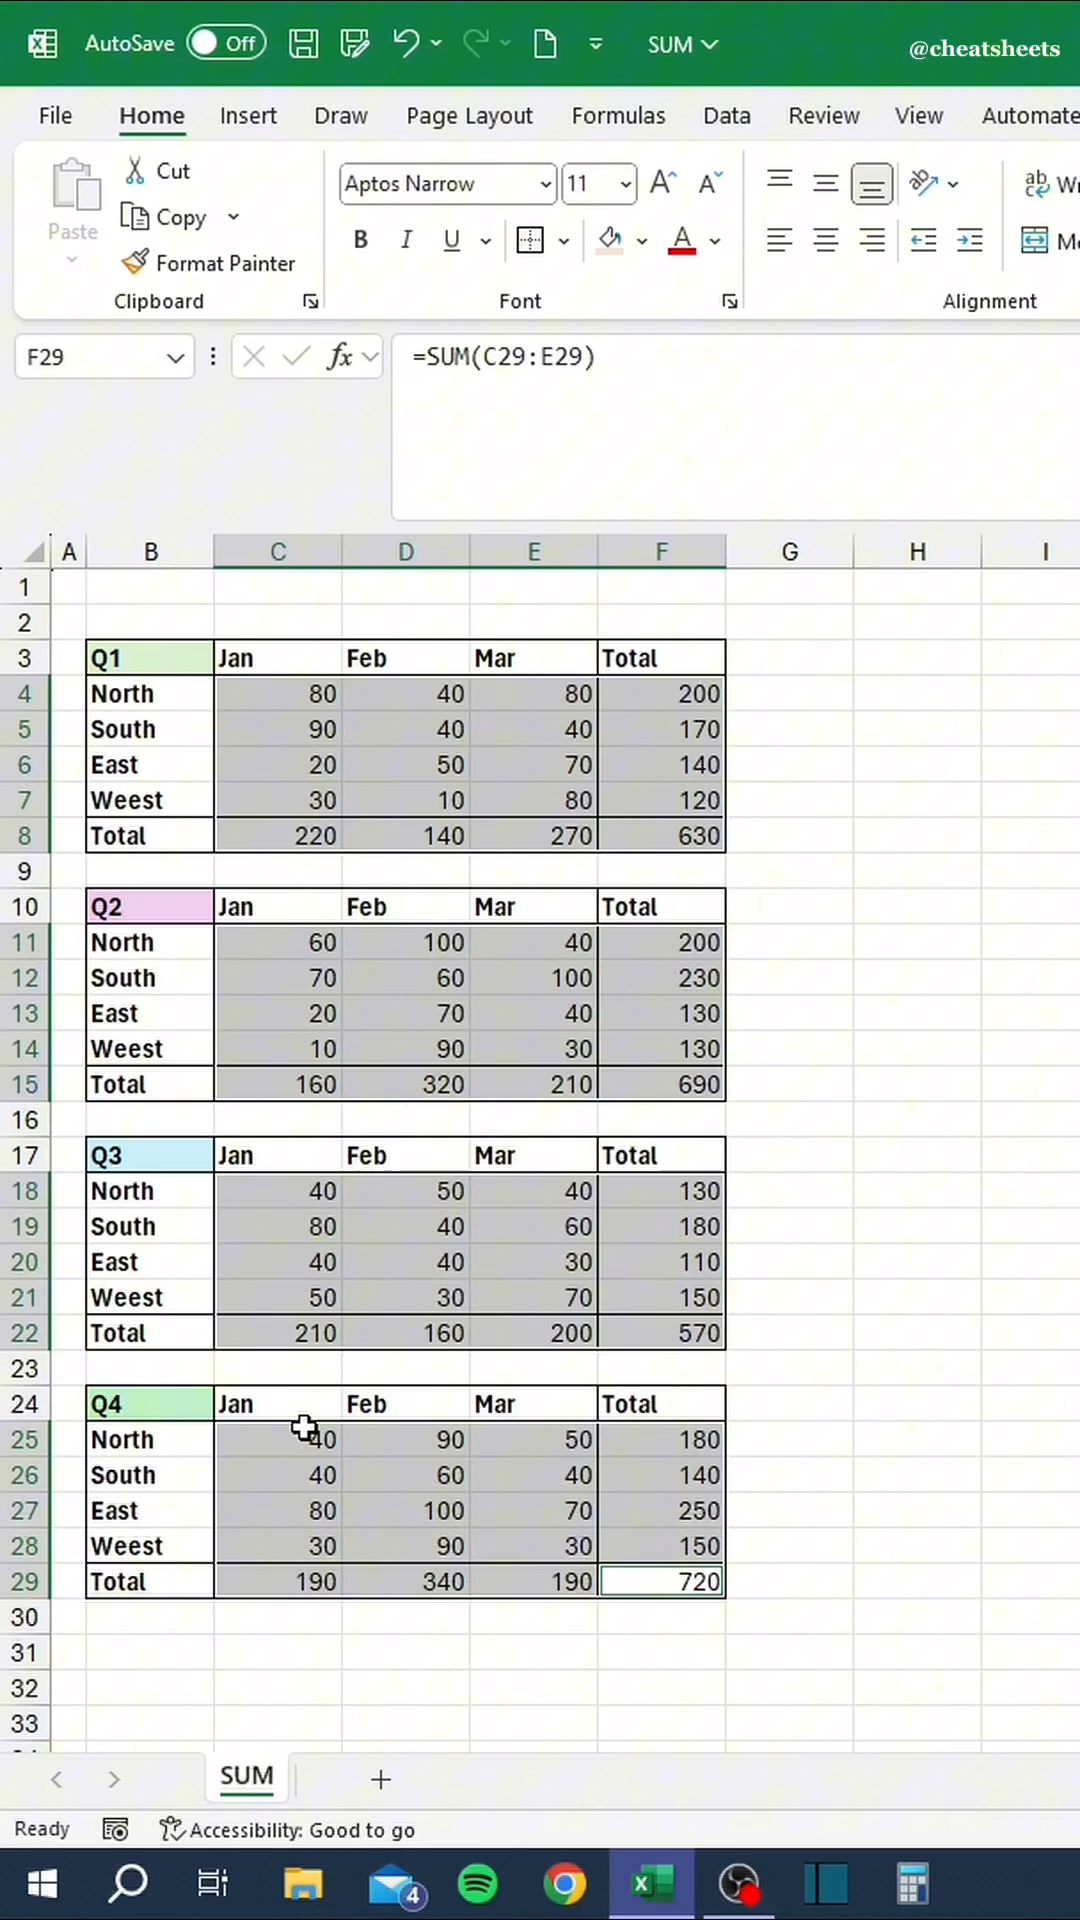 AutoSave Off SUM @cheatsheets
File Home Insert Draw Page Layout Formulas Data Review View Automate
Paste Cut Aptos Narrow 11 A A ab Wr
Copy B I U A Me
Format Painter
Clipboard Font Alignment
F29 fx =SUM(C29:E29)
A B C D E F G H I
1
2
3 Q1 Jan Feb Mar Total
4 North 80 40 80 200
5 South 90 40 40 170
6 East 20 50 70 140
7 Weest 30 10 80 120
8 Total 220 140 270 630
9
10 Q2 Jan Feb Mar Total
11 North 60 100 40 200
12 South 70 60 100 230
13 East 20 70 40 130
14 Weest 10 90 30 130
15 Total 160 320 210 690
16
17 Q3 Jan Feb Mar Total
18 North 40 50 40 130
19 South 80 40 60 180
20 East 40 40 30 110
21 Weest 50 30 70 150
22 Total 210 160 200 570
23
24 Q4 Jan Feb Mar Total
25 North 40 90 50 180
26 South 40 60 40 140
27 East 80 100 70 250
28 Weest 30 90 30 150
29 Total 190 340 190 720
30
31
32
33
SUM
Ready Accessibility: Good to go
4